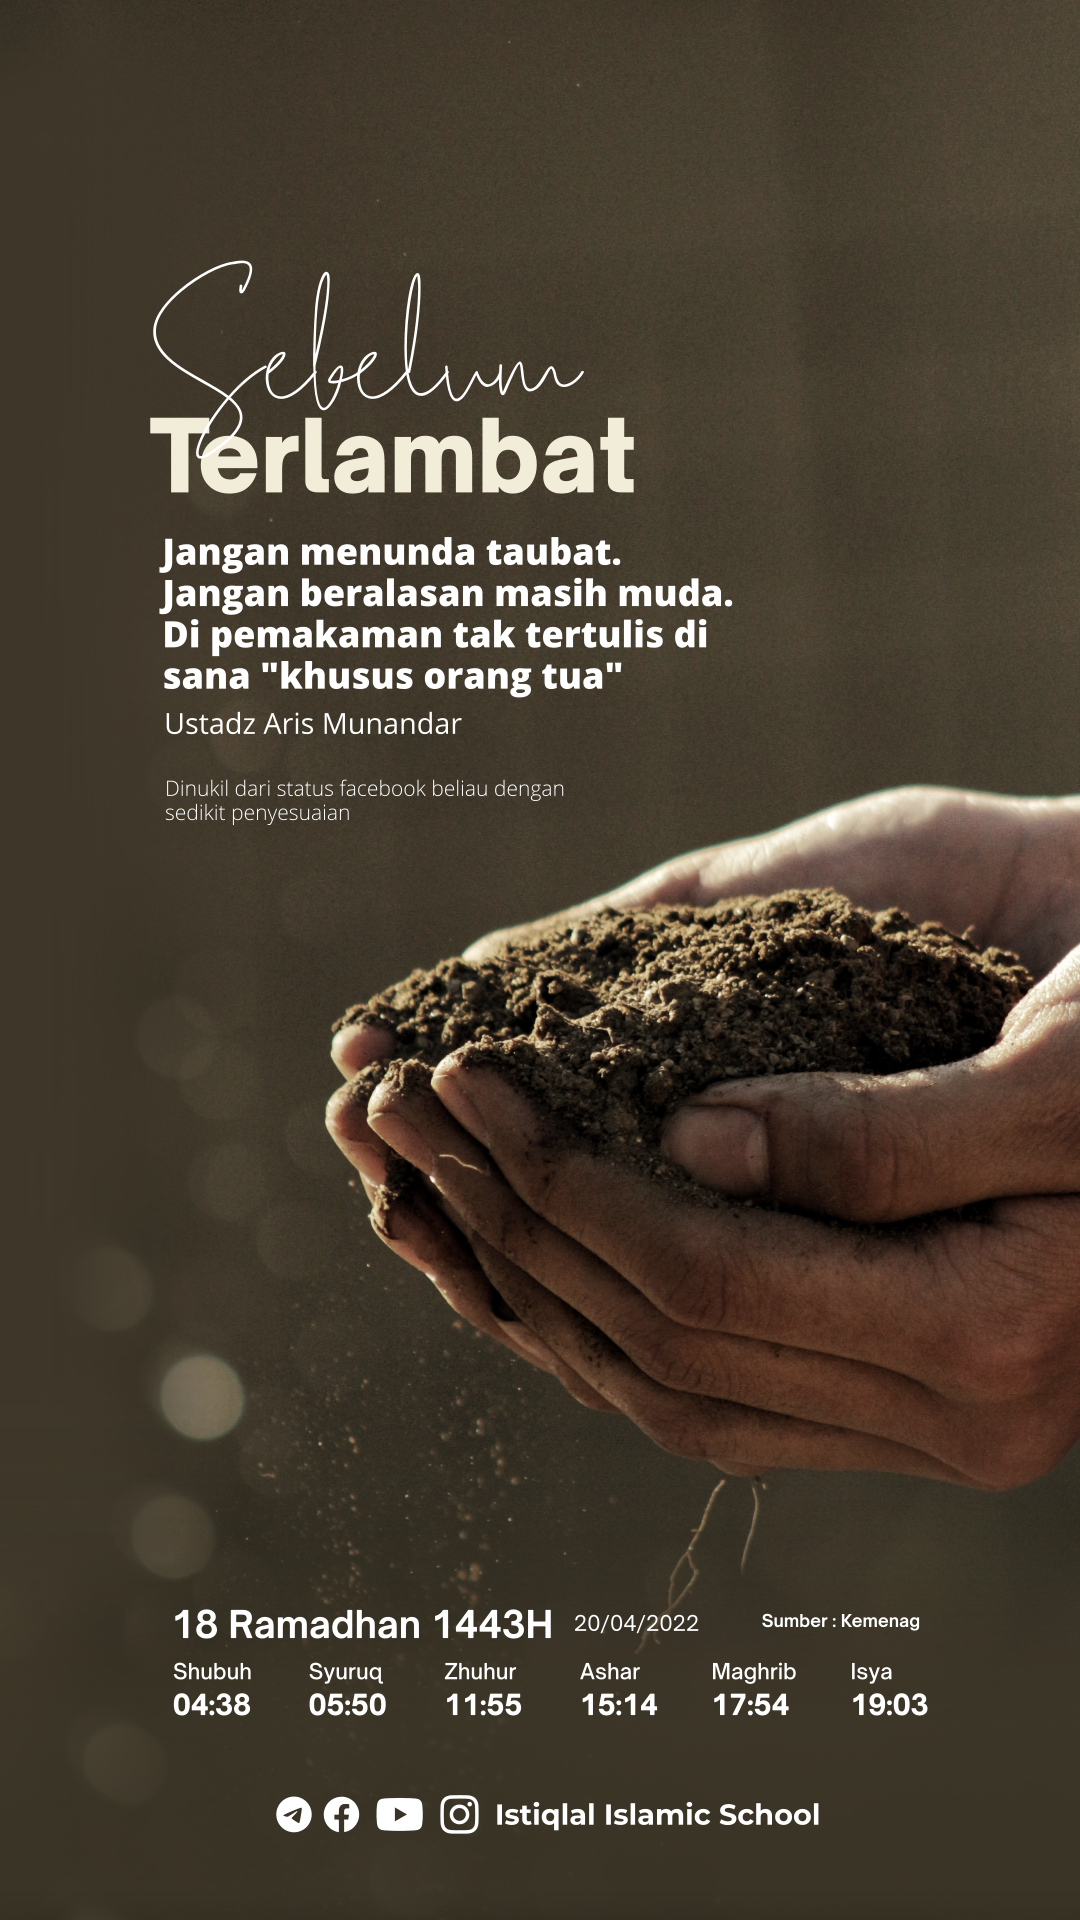 Sebelum
Terlambat
Jangan menunda taubat.
Jangan beralasan masih muda.
Di pemakaman tak tertulis di
sana "khusus orang tua"
Ustadz Aris Munandar
Dinukil dari status facebook beliau dengan
sedikit penyesuaian
18 Ramadhan 1443H 20/04/2022 Sumber : Kemenag
Shubuh Syuruq Zhuhur Ashar Maghrib Isya
04:38 05:50 11:55 15:14 17:54 19:03
Istiqlal Islamic School